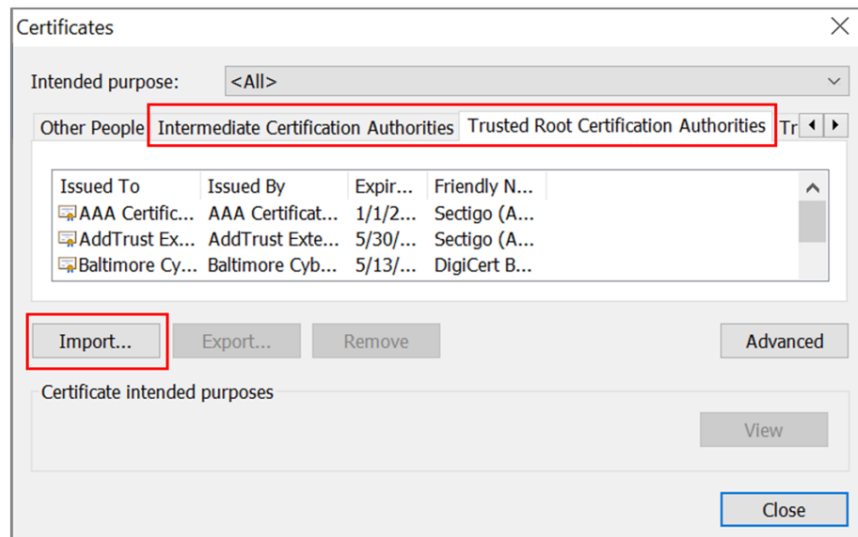 Certificates
Intended purpose: <All>
Other People Intermediate Certification Authorities Trusted Root Certification Authorities Tr
Issued To Issued By Expir... Friendly N...
AAA Certific... AAA Certificat... 1/1/2... Sectigo (A...
AddTrust Ex... AddTrust Exte... 5/30/... Sectigo (A...
Baltimore Cy... Baltimore Cyb... 5/13/... DigiCert B...
Import... Export... Remove Advanced
Certificate intended purposes
View
Close